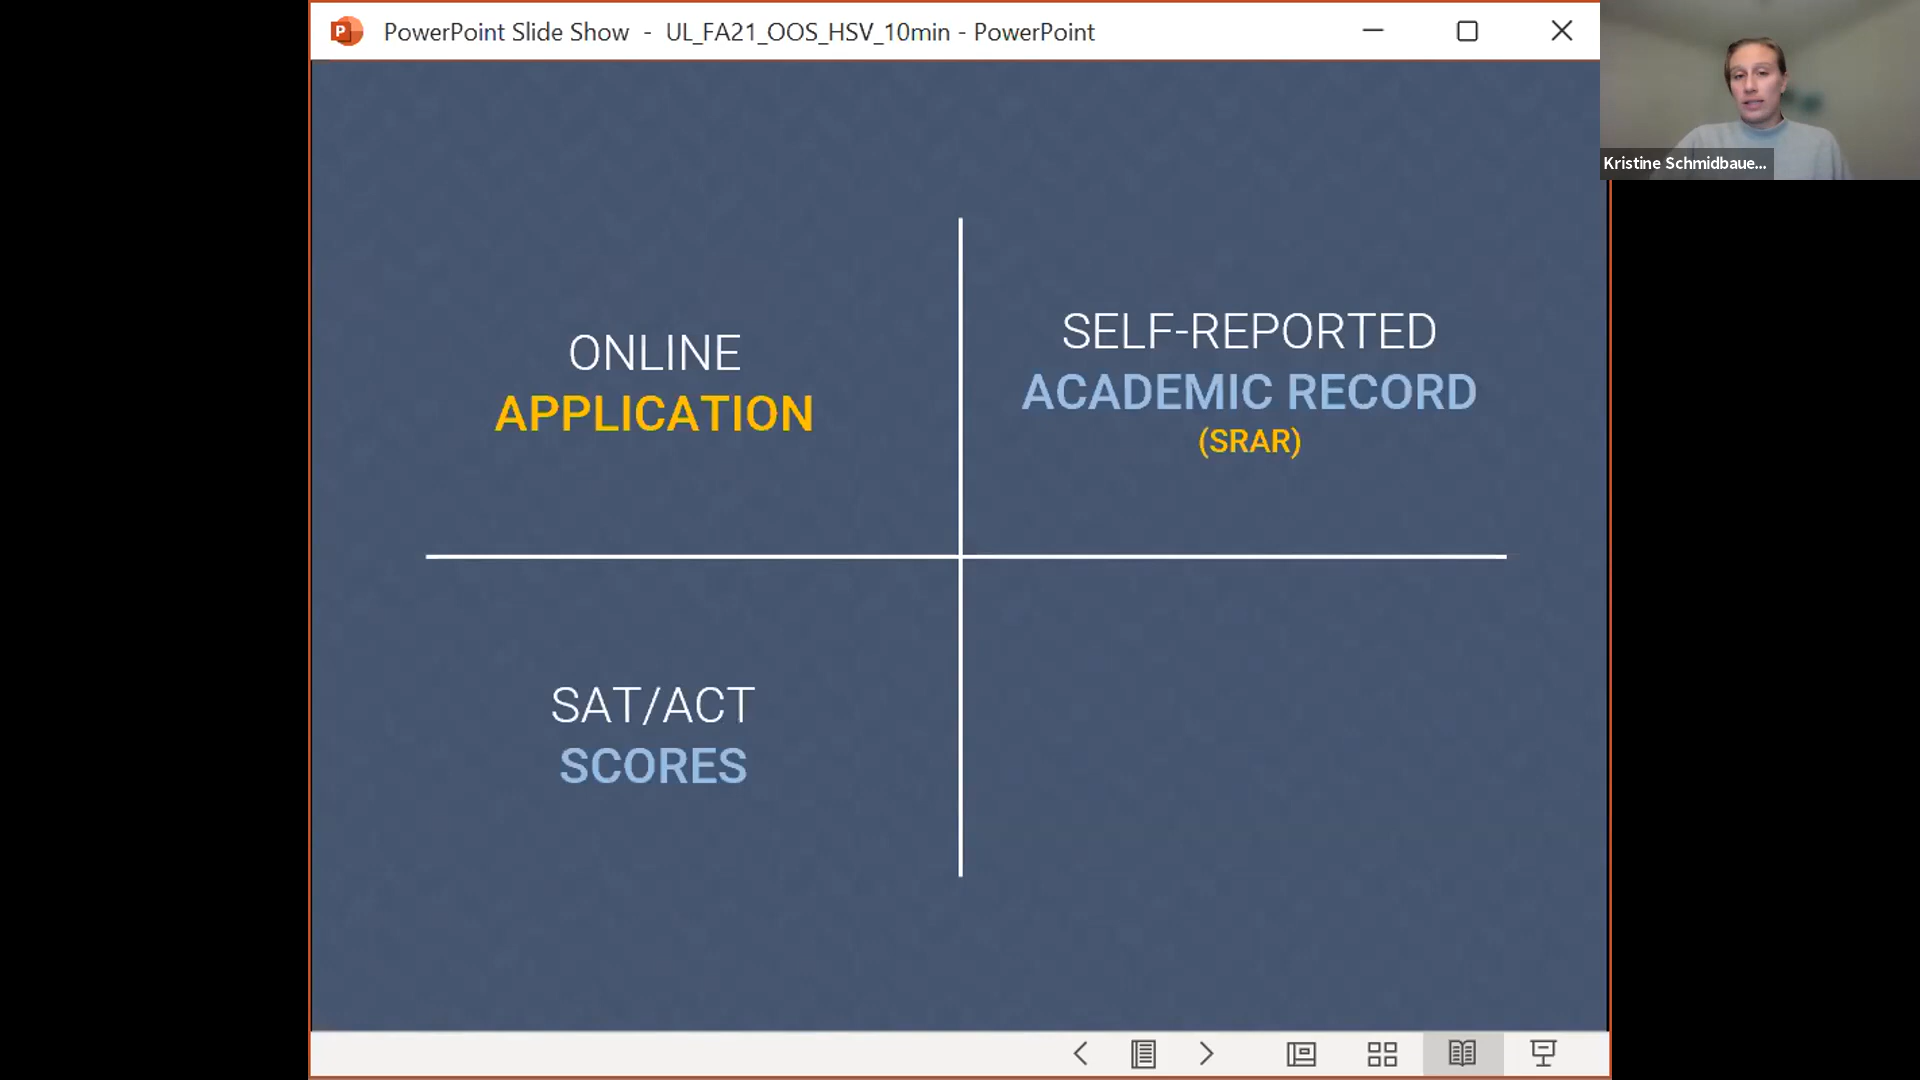 PowerPoint Slide Show - UL_FA21_OOS_HSV_10min - PowerPoint
Kristine Schmidbaue...
ONLINE
APPLICATION
SELF-REPORTED
ACADEMIC RECORD
(SRAR)
SAT/ACT
SCORES